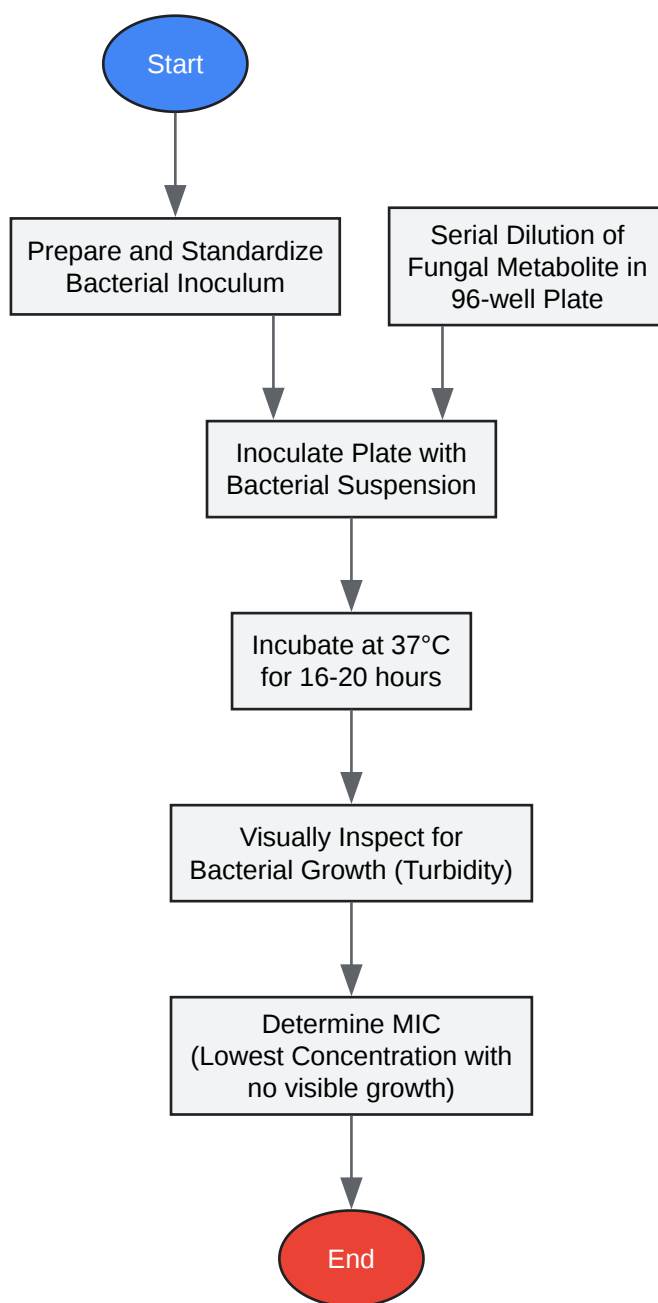 Start
Prepare and Standardize
Bacterial Inoculum
Serial Dilution of
Fungal Metabolite in
96-well Plate
Inoculate Plate with
Bacterial Suspension
Incubate at 37°C
for 16-20 hours
Visually Inspect for
Bacterial Growth (Turbidity)
Determine MIC
(Lowest Concentration with
no visible growth)
End